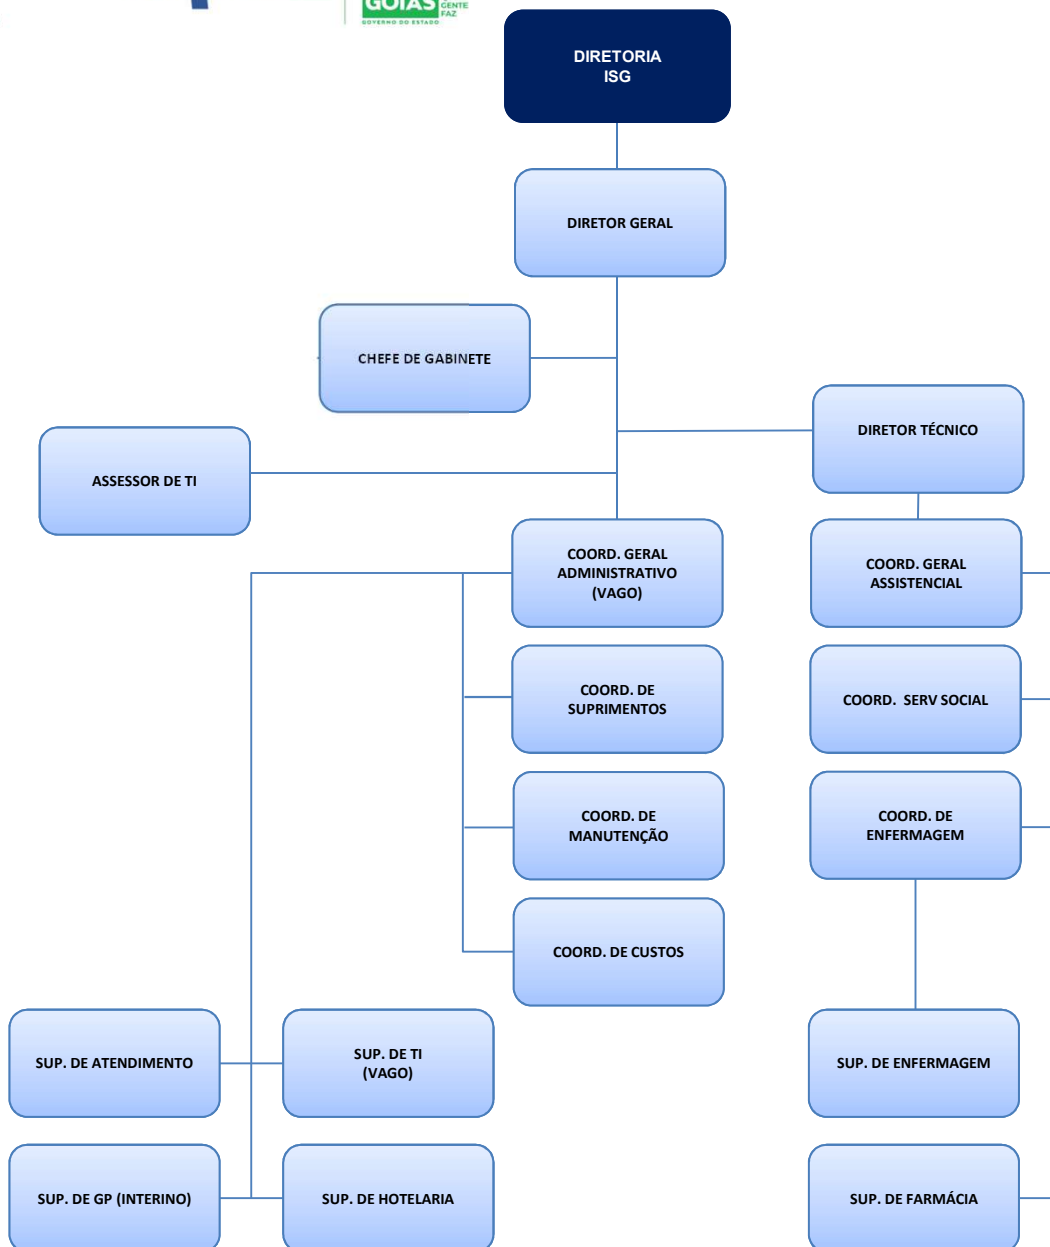 GOIÁS
GENTE
FAZ
GOVERNO DO ESTADO
DIRETORIA
ISG
DIRETOR GERAL
CHEFE DE GABINETE
DIRETOR TÉCNICO
ASSESSOR DE TI
COORD. GERAL
ADMINISTRATIVO
(VAGO)
COORD. GERAL
ASSISTENCIAL
COORD. DE
SUPRIMENTOS
COORD.  SERV SOCIAL
COORD. DE
MANUTENÇÃO
COORD. DE
ENFERMAGEM
COORD. DE CUSTOS
SUP. DE ATENDIMENTO
SUP. DE TI
(VAGO)
SUP. DE ENFERMAGEM
SUP. DE GP (INTERINO)
SUP. DE HOTELARIA
SUP. DE FARMÁCIA